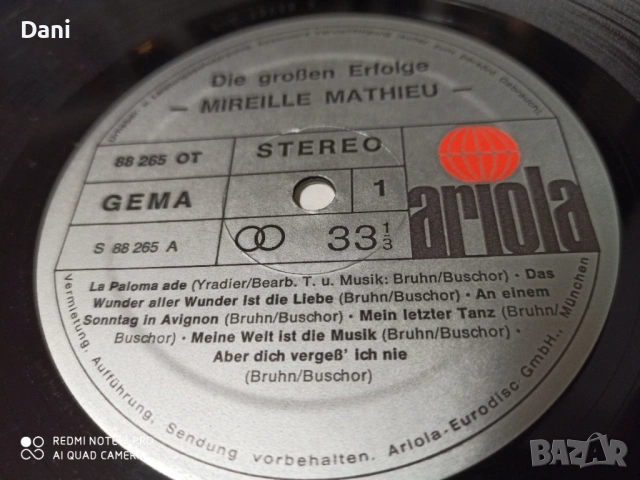 Dani
Die großen Erfolge
- MIREILLE MATHIEU -
88 265 OT
STEREO
GEMA
1
ariola
S 88 265 A
33 1/3
La Paloma ade (Yradier/Bearb. T. u. Musik: Bruhn/Buschor) · Das
Wunder aller Wunder ist die Liebe (Bruhn/Buschor) · An einem
Sonntag in Avignon (Bruhn/Buschor) · Mein letzter Tanz (Bruhn/
Buschor) · Meine Welt ist die Musik (Bruhn/Buschor) ·
Aber dich vergeß' ich nie
(Bruhn/Buschor)
Vermietung, Aufführung, Sendung vorbehalten. Ariola-Eurodisc GmbH., München
REDMI NOTE
AI QUAD CAMERA
BAZAR